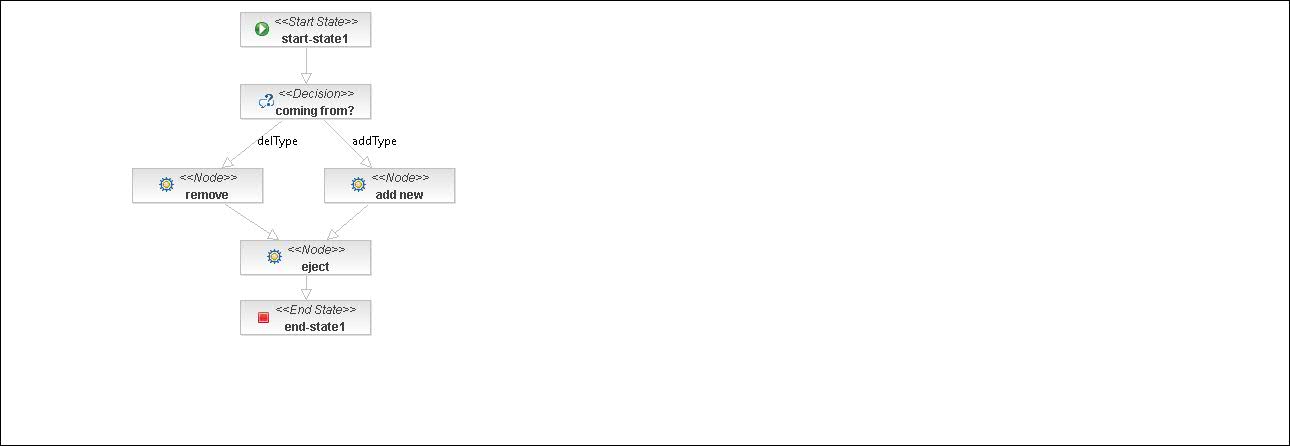 <<Start State>>
start-state1
<<Decision>>
coming from?
delType
addType
<<Node>>
remove
<<Node>>
add new
<<Node>>
eject
<<End State>>
end-state1